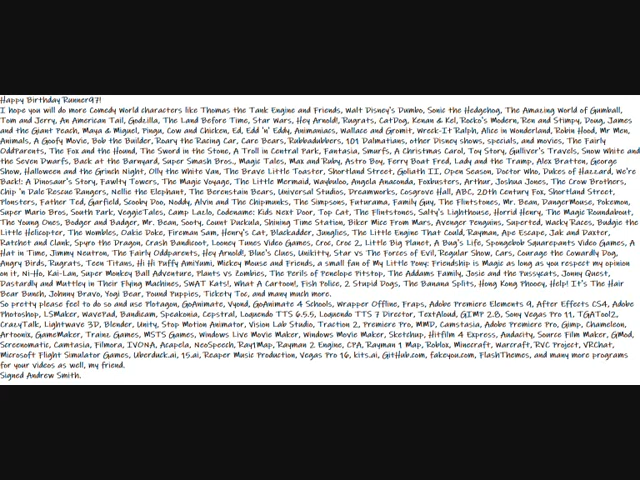 Happy Birthday Runner97!
I hope you will do more Comedy World characters like Thomas the Tank Engine and Friends, Walt Disney's Dumbo, Sonic the Hedgehog, The Amazing World of Gumball,
Tom and Jerry, An American Tail, Godzilla, The Land Before Time, Star Wars, Hey Arnold!, Rugrats, CatDog, Kenan & Kel, Rocko's Modern, Ren and Stimpy, Doug, James
and the Giant Peach, Maya & Miguel, Pingu, Cow and Chicken, Ed, Edd 'n' Eddy, Animaniacs, Wallace and Gromit, Wreck-It Ralph, Alice in Wonderland, Robin Hood, Mr Men,
Animals, A Goofy Movie, Bob the Builder, Roary the Racing Car, Care Bears, Rubbadubbers, 101 Dalmatians, other Disney shows, specials, and movies, The Fairly
OddParents, The Fox and the Hound, The Sword in the Stone, A Troll in Central Park, Fantasia, Smurfs, A Christmas Carol, Toy Story, Gulliver's Travels, Snow White and
the Seven Dwarfs, Back at the Barnyard, Super Smash Bros., Magic Tales, Max and Ruby, Astro Boy, Ferry Boat Fred, Lady and the Tramp, Alex Bratten, George
Show, Halloween and the Grinch Night, Olly the White Van, The Brave Little Toaster, Shortland Street, Goliath II, Open Season, Doctor Who, Dukes of Hazzard, we're
Back!: A Dinosaur's Story, Fawlty Towers, The Magic Voyage, The Little Mermaid, Waybuloo, Angela Anaconda, Foxbusters, Arthur, Joshua Jones, The Crow Brothers,
Chip 'n Dale Rescue Rangers, Nellie the Elephant, The Berenstain Bears, Universal Studios, Dreamworks, Cosgrove Hall, ABC, 20th Century Fox, Shortland Street,
Plonsters, Father Ted, Garfield, Scooby Doo, Noddy, Alvin and The Chipmunks, The Simpsons, Futurama, Family Guy, The Flintstones, Mr. Bean, DangerMouse, Pokemon,
Super Mario Bros, South Park, VeggieTales, Camp Lazlo, Codename: Kids Next Door, Top Cat, The Flintstones, Salty's Lighthouse, Horrid Henry, The Magic Roundabout,
The Young Ones, Bodger and Badger, Mr. Bean, Sooty, Count Duckula, Shining Time Station, Biker Mice From Mars, Avenger Penguins, Superted, Wacky Races, Budgie the
Little Helicopter, The Wombles, Oakie Doke, Fireman Sam, Henry's Cat, Blackadder, Junglies, The Little Engine That Could, Rayman, Ape Escape, Jak and Daxter,
Ratchet and Clank, Spyro the Dragon, Crash Bandicoot, Looney Tunes Video Games, Croc, Croc 2, Little Big Planet, A Bug's Life, Spongebob Squarepants Video Games, A
Hat in Time, Jimmy Neutron, The Fairly Oddparents, Hey Arnold!, Blue's Clues, Unikitty, Star vs The Forces of Evil, Regular Show, Cars, Courage the Cowardly Dog,
Angry Birds, Rugrats, Teen Titans, Hi Hi Puffy AmiYumi, Mickey Mouse and Friends, a small fan of My Little Pony: Friendship is Magic as long as you respect my opinion
on it, Ni-Ho, Kai-Lan, Super Monkey Ball Adventure, Plants vs Zombies, The Perils of Penelope Pitstop, The Addams Family, Josie and the Pussycats, Jonny Quest,
Dastardly and Muttley in Their Flying Machines, SWAT Kats!, What A Cartoon!, Fish Police, 2 Stupid Dogs, The Banana Splits, Hong Kong Phooey, Help! It's The Hair
Bear Bunch, Johnny Bravo, Yogi Bear, Pound Puppies, Tickety Toc, and many much more.
So pretty please feel to do so and use Plotagon, GoAnimate, Vyond, GoAnimate 4 Schools, Wrapper Offline, Fraps, Adobe Premiere Elements 9, After Effects CS4, Adobe
Photoshop, LSMaker, WavePad, Bandicam, Speakonia, Cepstral, Loquendo TTS 6.5.5, Loquendo TTS 7 Director, TextAloud, GIMP 2.8, Sony Vegas Pro 11, TGATool2,
CrazyTalk, Lightwave 3D, Blender, Unity, Stop Motion Animator, Vision Lab Studio, Traction 2, Premiere Pro, MMD, Camstasia, Adobe Premiere Pro, Gimp, Chameleon,
Artoonix, GameMaker, Trainz Games, MSTS Games, Windows Live Movie Maker, Windows Movie Maker, Sketchup, Hitfilm 4 Express, Audacity, Source Film Maker, GMod,
Screenomatic, Camtasia, Filmora, IVONA, Acapela, NeoSpeech, Ray1Map, Rayman 2 Engine, CPA, Rayman 1 Map, Roblox, Minecraft, Warcraft, RVC Project, VRChat,
Microsoft Flight Simulator Games, Uberduck.ai, 15.ai, Reaper Music Production, Vegas Pro 16, kits.ai, GitHub.com, fakeyou.com, FlashThemes, and many more programs
for your videos as well, my friend.
Signed Andrew Smith.